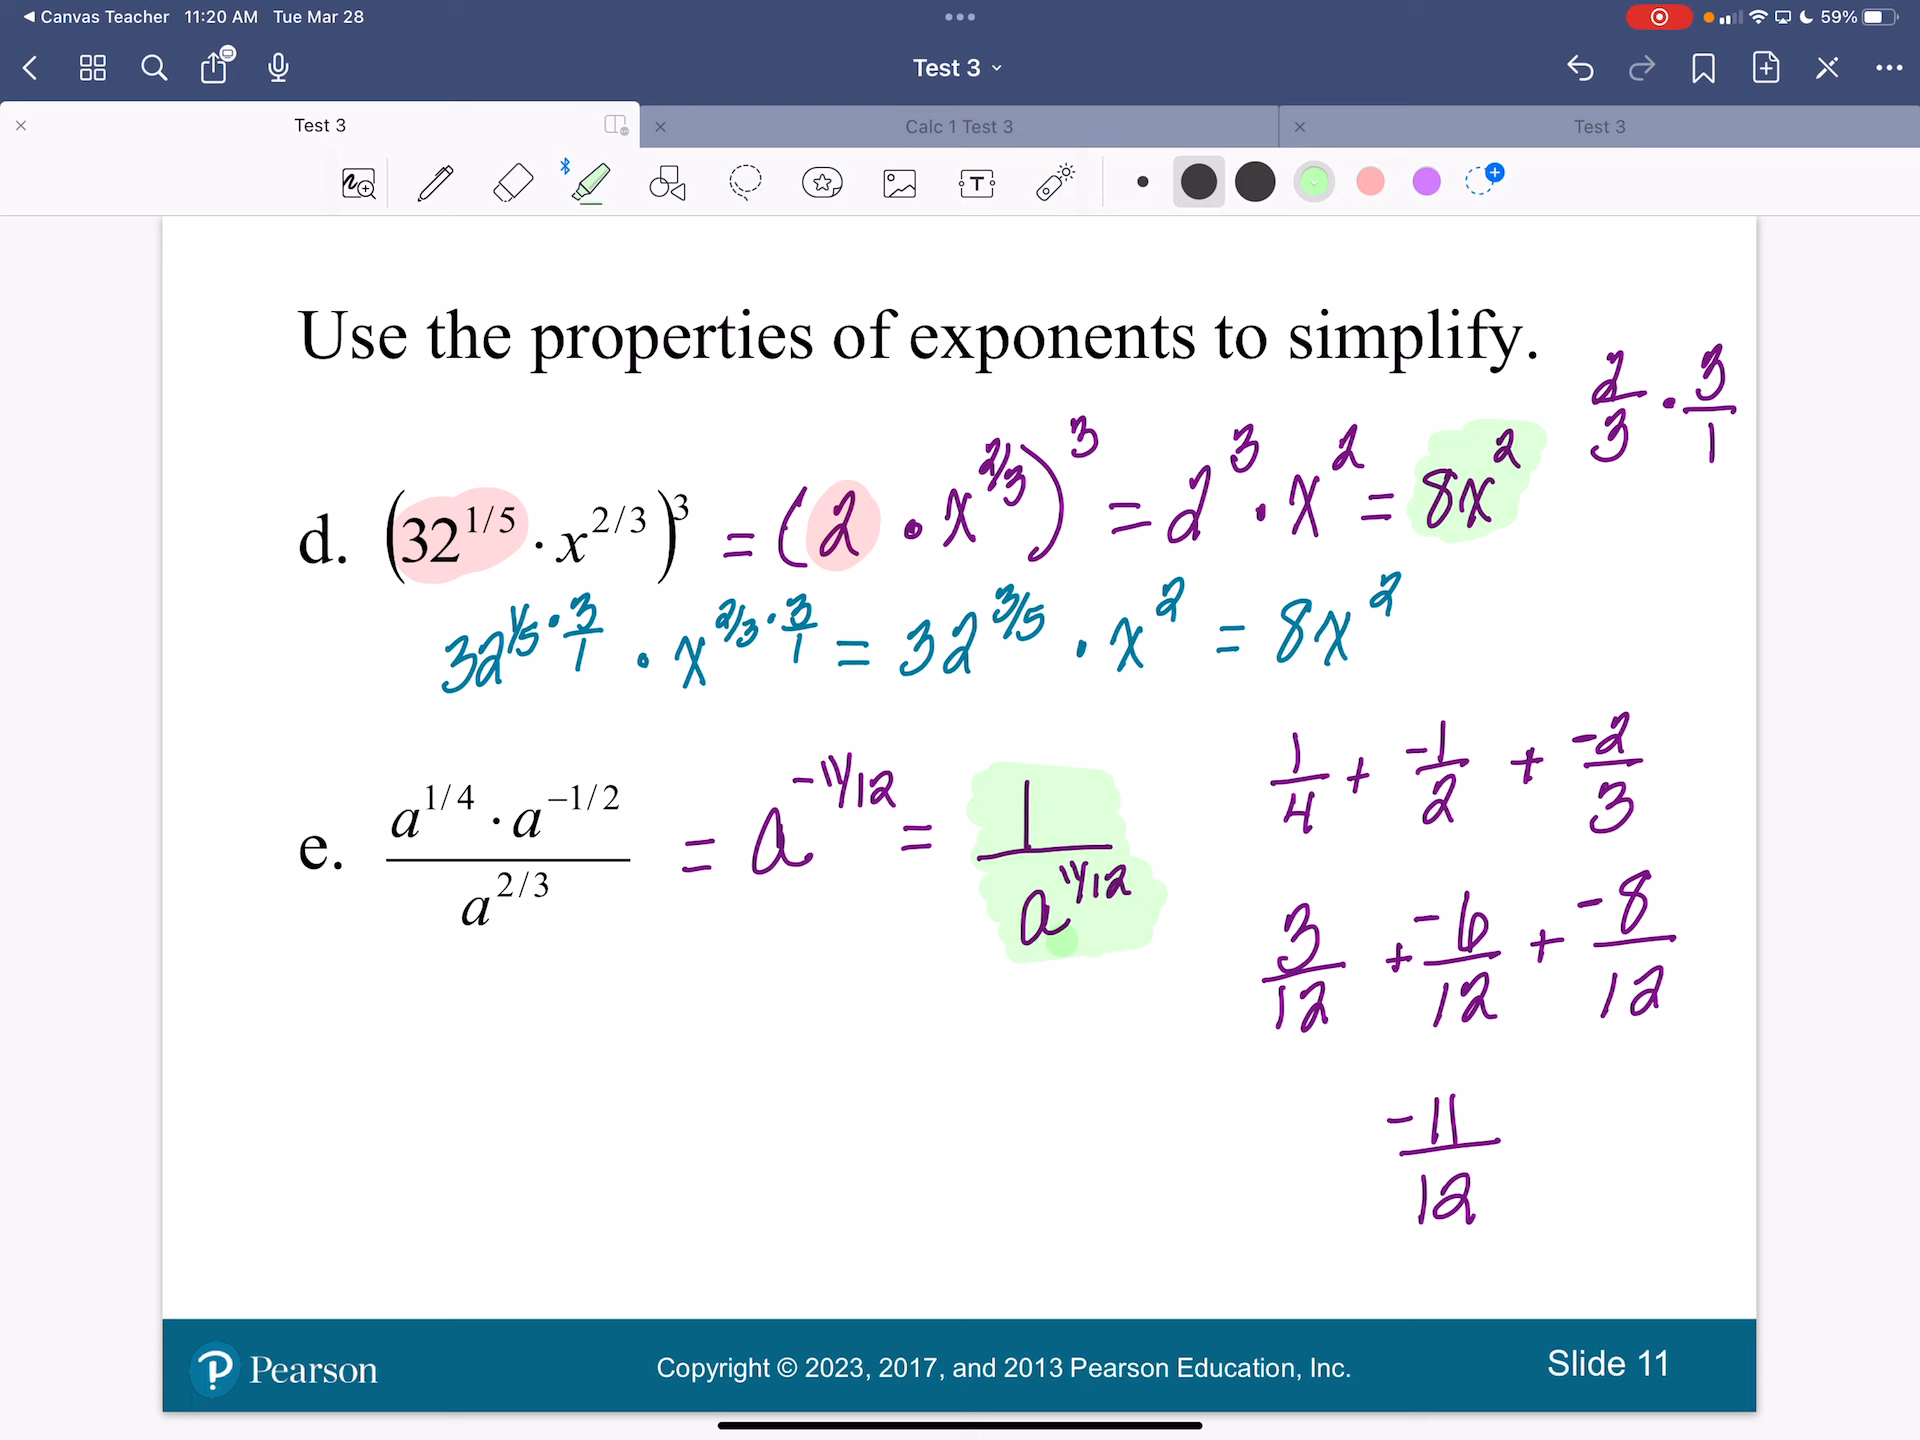 ◀ Canvas Teacher 11:20 AM Tue Mar 28 59%
Test 3
Test 3 Calc 1 Test 3 Test 3
T
Use the properties of exponents to simplify.
2/3 · 3/1
d. (32^1/5 · x^2/3)^3 = (2 · x^2/3)^3 = 2^3 · x^2 = 8x^2
32^1/5 · 3/1 · x^2/3 · 3/1 = 32^3/5 · x^2 = 8x^2
e. a^1/4 · a^−1/2 / a^2/3 = a^-11/12 = 1/a^11/12
1/4 + -1/2 + -2/3
3/12 + -6/12 + -8/12
-11/12
Pearson Copyright © 2023, 2017, and 2013 Pearson Education, Inc. Slide 11